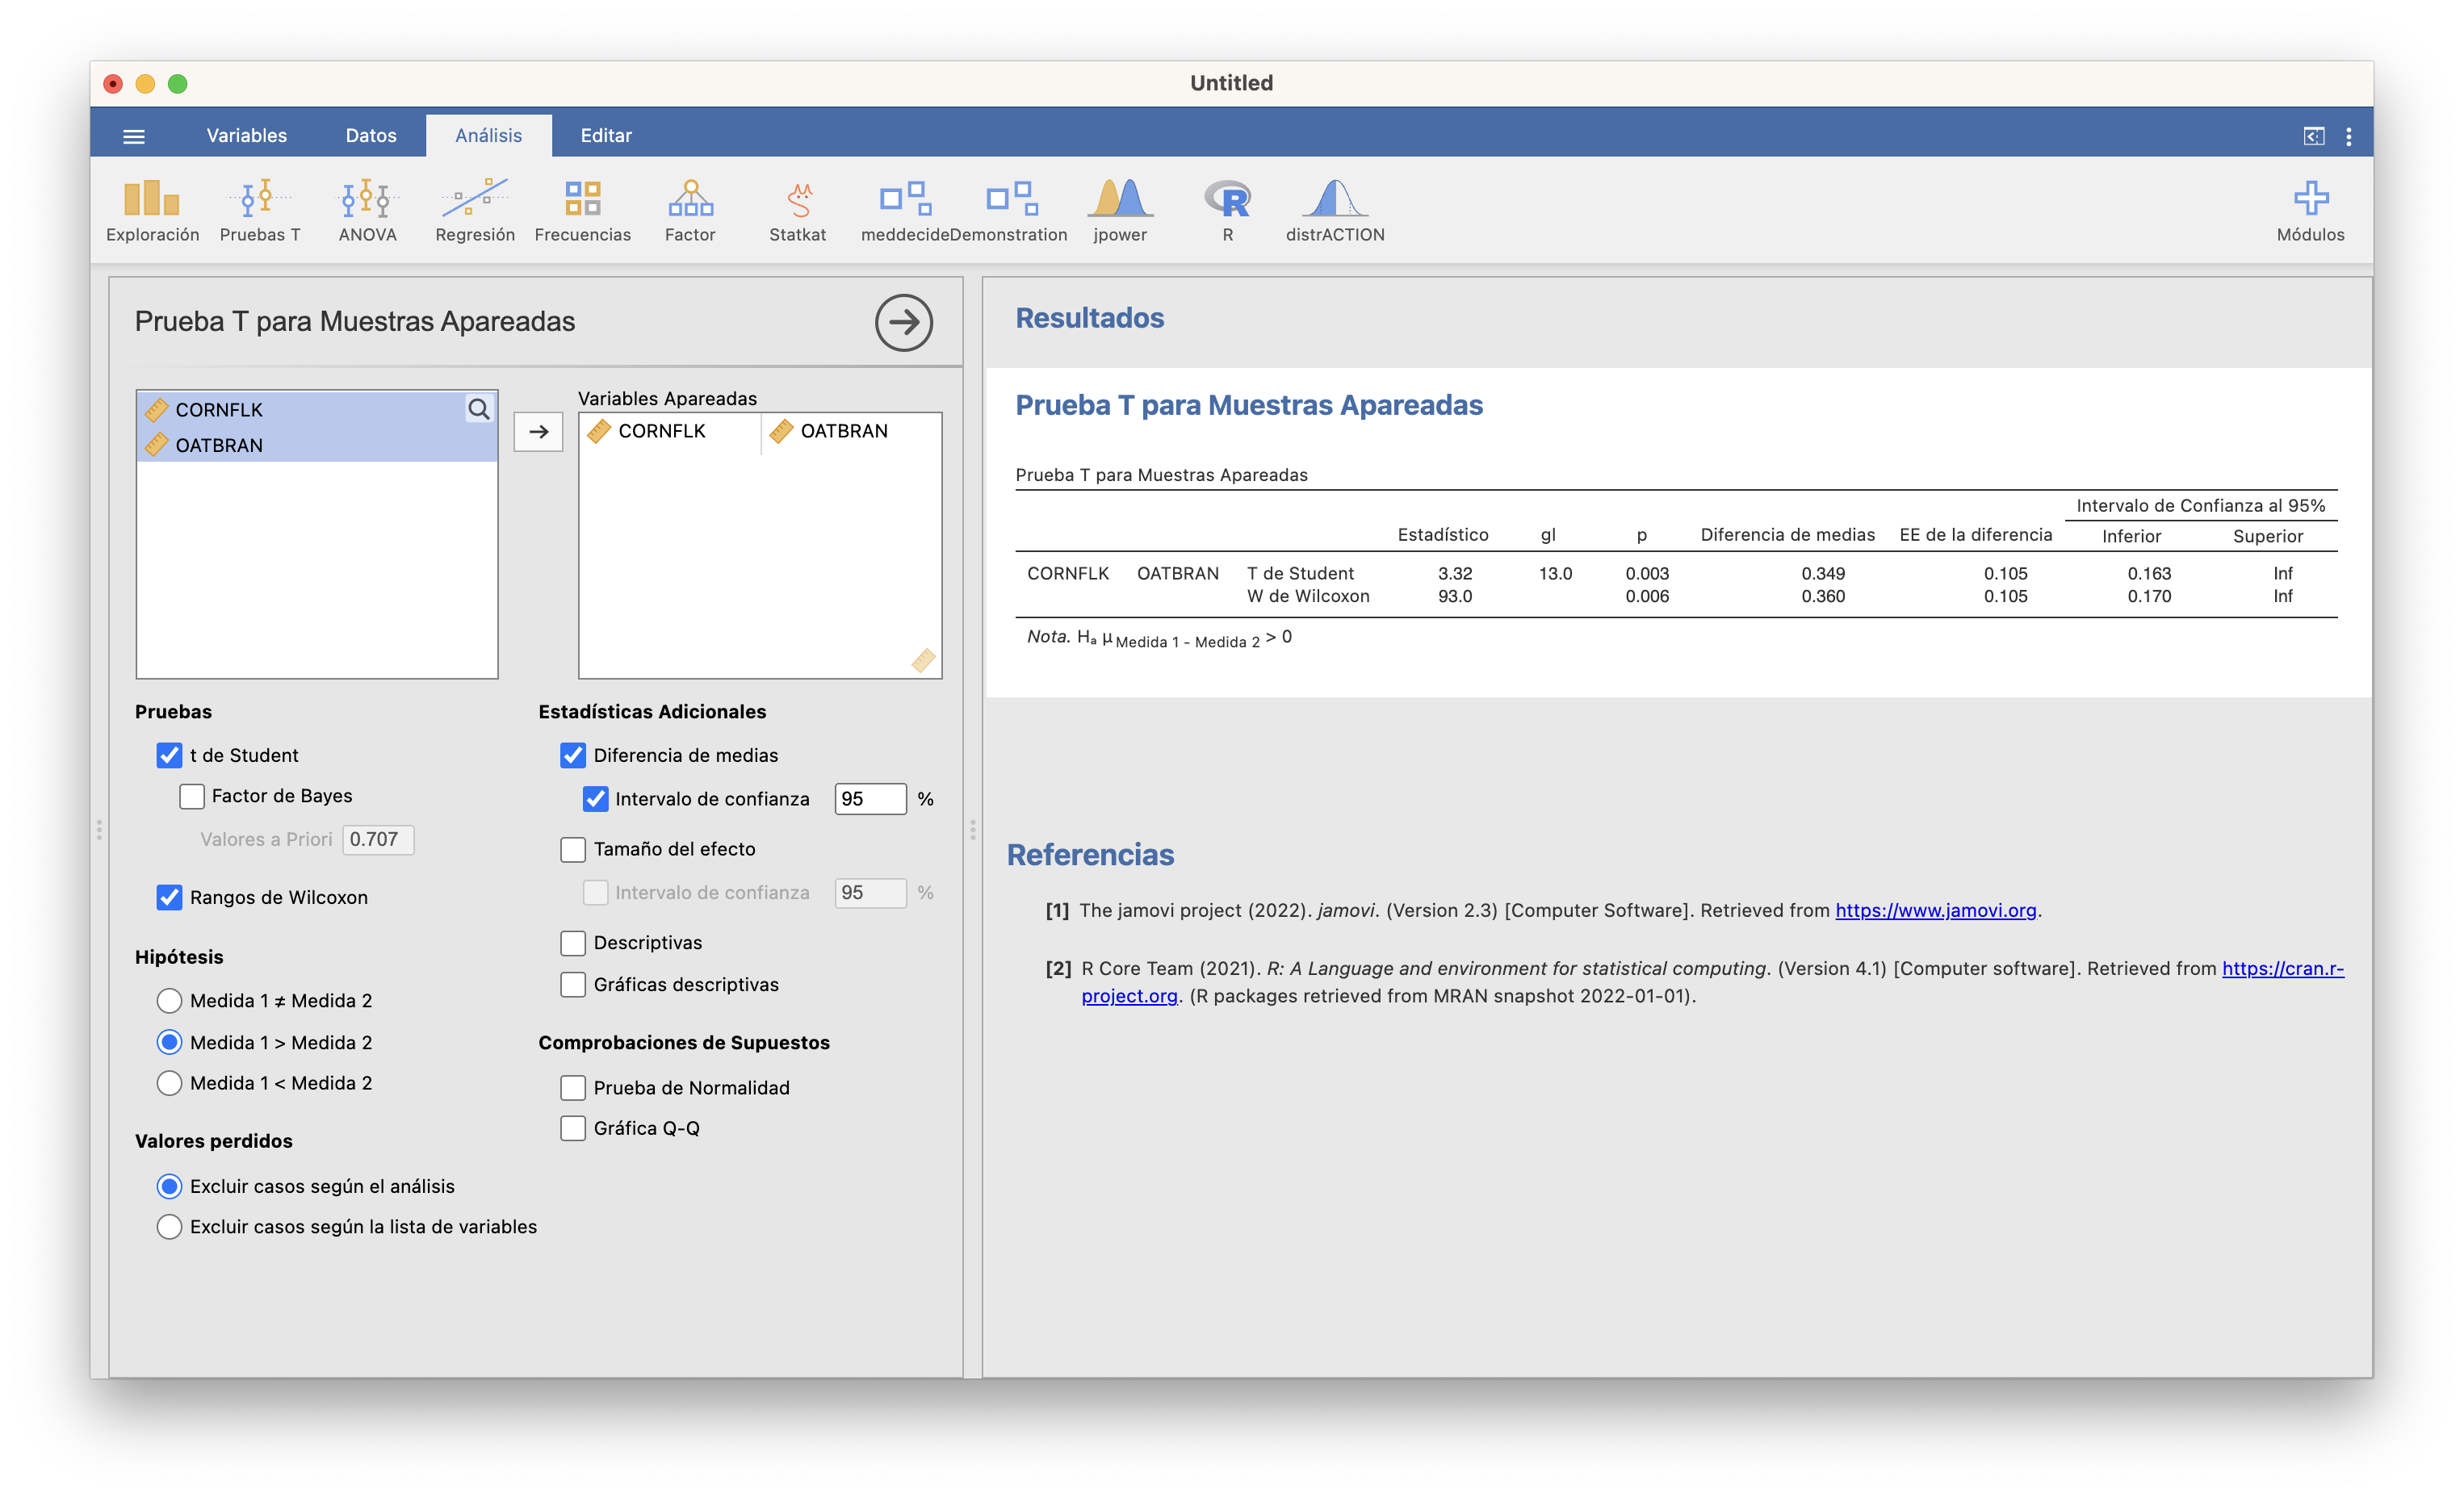 Untitled
Variables Datos Análisis Editar
Exploración Pruebas T ANOVA Regresión Frecuencias Factor Statkat meddecide Demonstration jpower R distrACTION Módulos
Prueba T para Muestras Apareadas
CORNFLK
OATBRAN
Variables Apareadas
CORNFLK OATBRAN
Pruebas
t de Student
Factor de Bayes
Valores a Priori 0.707
Rangos de Wilcoxon
Hipótesis
Medida 1 ≠ Medida 2
Medida 1 > Medida 2
Medida 1 < Medida 2
Valores perdidos
Excluir casos según el análisis
Excluir casos según la lista de variables
Estadísticas Adicionales
Diferencia de medias
Intervalo de confianza 95 %
Tamaño del efecto
Intervalo de confianza 95 %
Descriptivas
Gráficas descriptivas
Comprobaciones de Supuestos
Prueba de Normalidad
Gráfica Q-Q
Resultados
Prueba T para Muestras Apareadas
Prueba T para Muestras Apareadas
Intervalo de Confianza al 95%
Estadístico gl p Diferencia de medias EE de la diferencia Inferior Superior
CORNFLK OATBRAN T de Student 3.32 13.0 0.003 0.349 0.105 0.163 Inf
W de Wilcoxon 93.0 0.006 0.360 0.105 0.170 Inf
Nota. Hₐ μ Medida 1 - Medida 2 > 0
Referencias
[1] The jamovi project (2022). jamovi. (Version 2.3) [Computer Software]. Retrieved from https://www.jamovi.org.
[2] R Core Team (2021). R: A Language and environment for statistical computing. (Version 4.1) [Computer software]. Retrieved from https://cran.r-
project.org. (R packages retrieved from MRAN snapshot 2022-01-01).